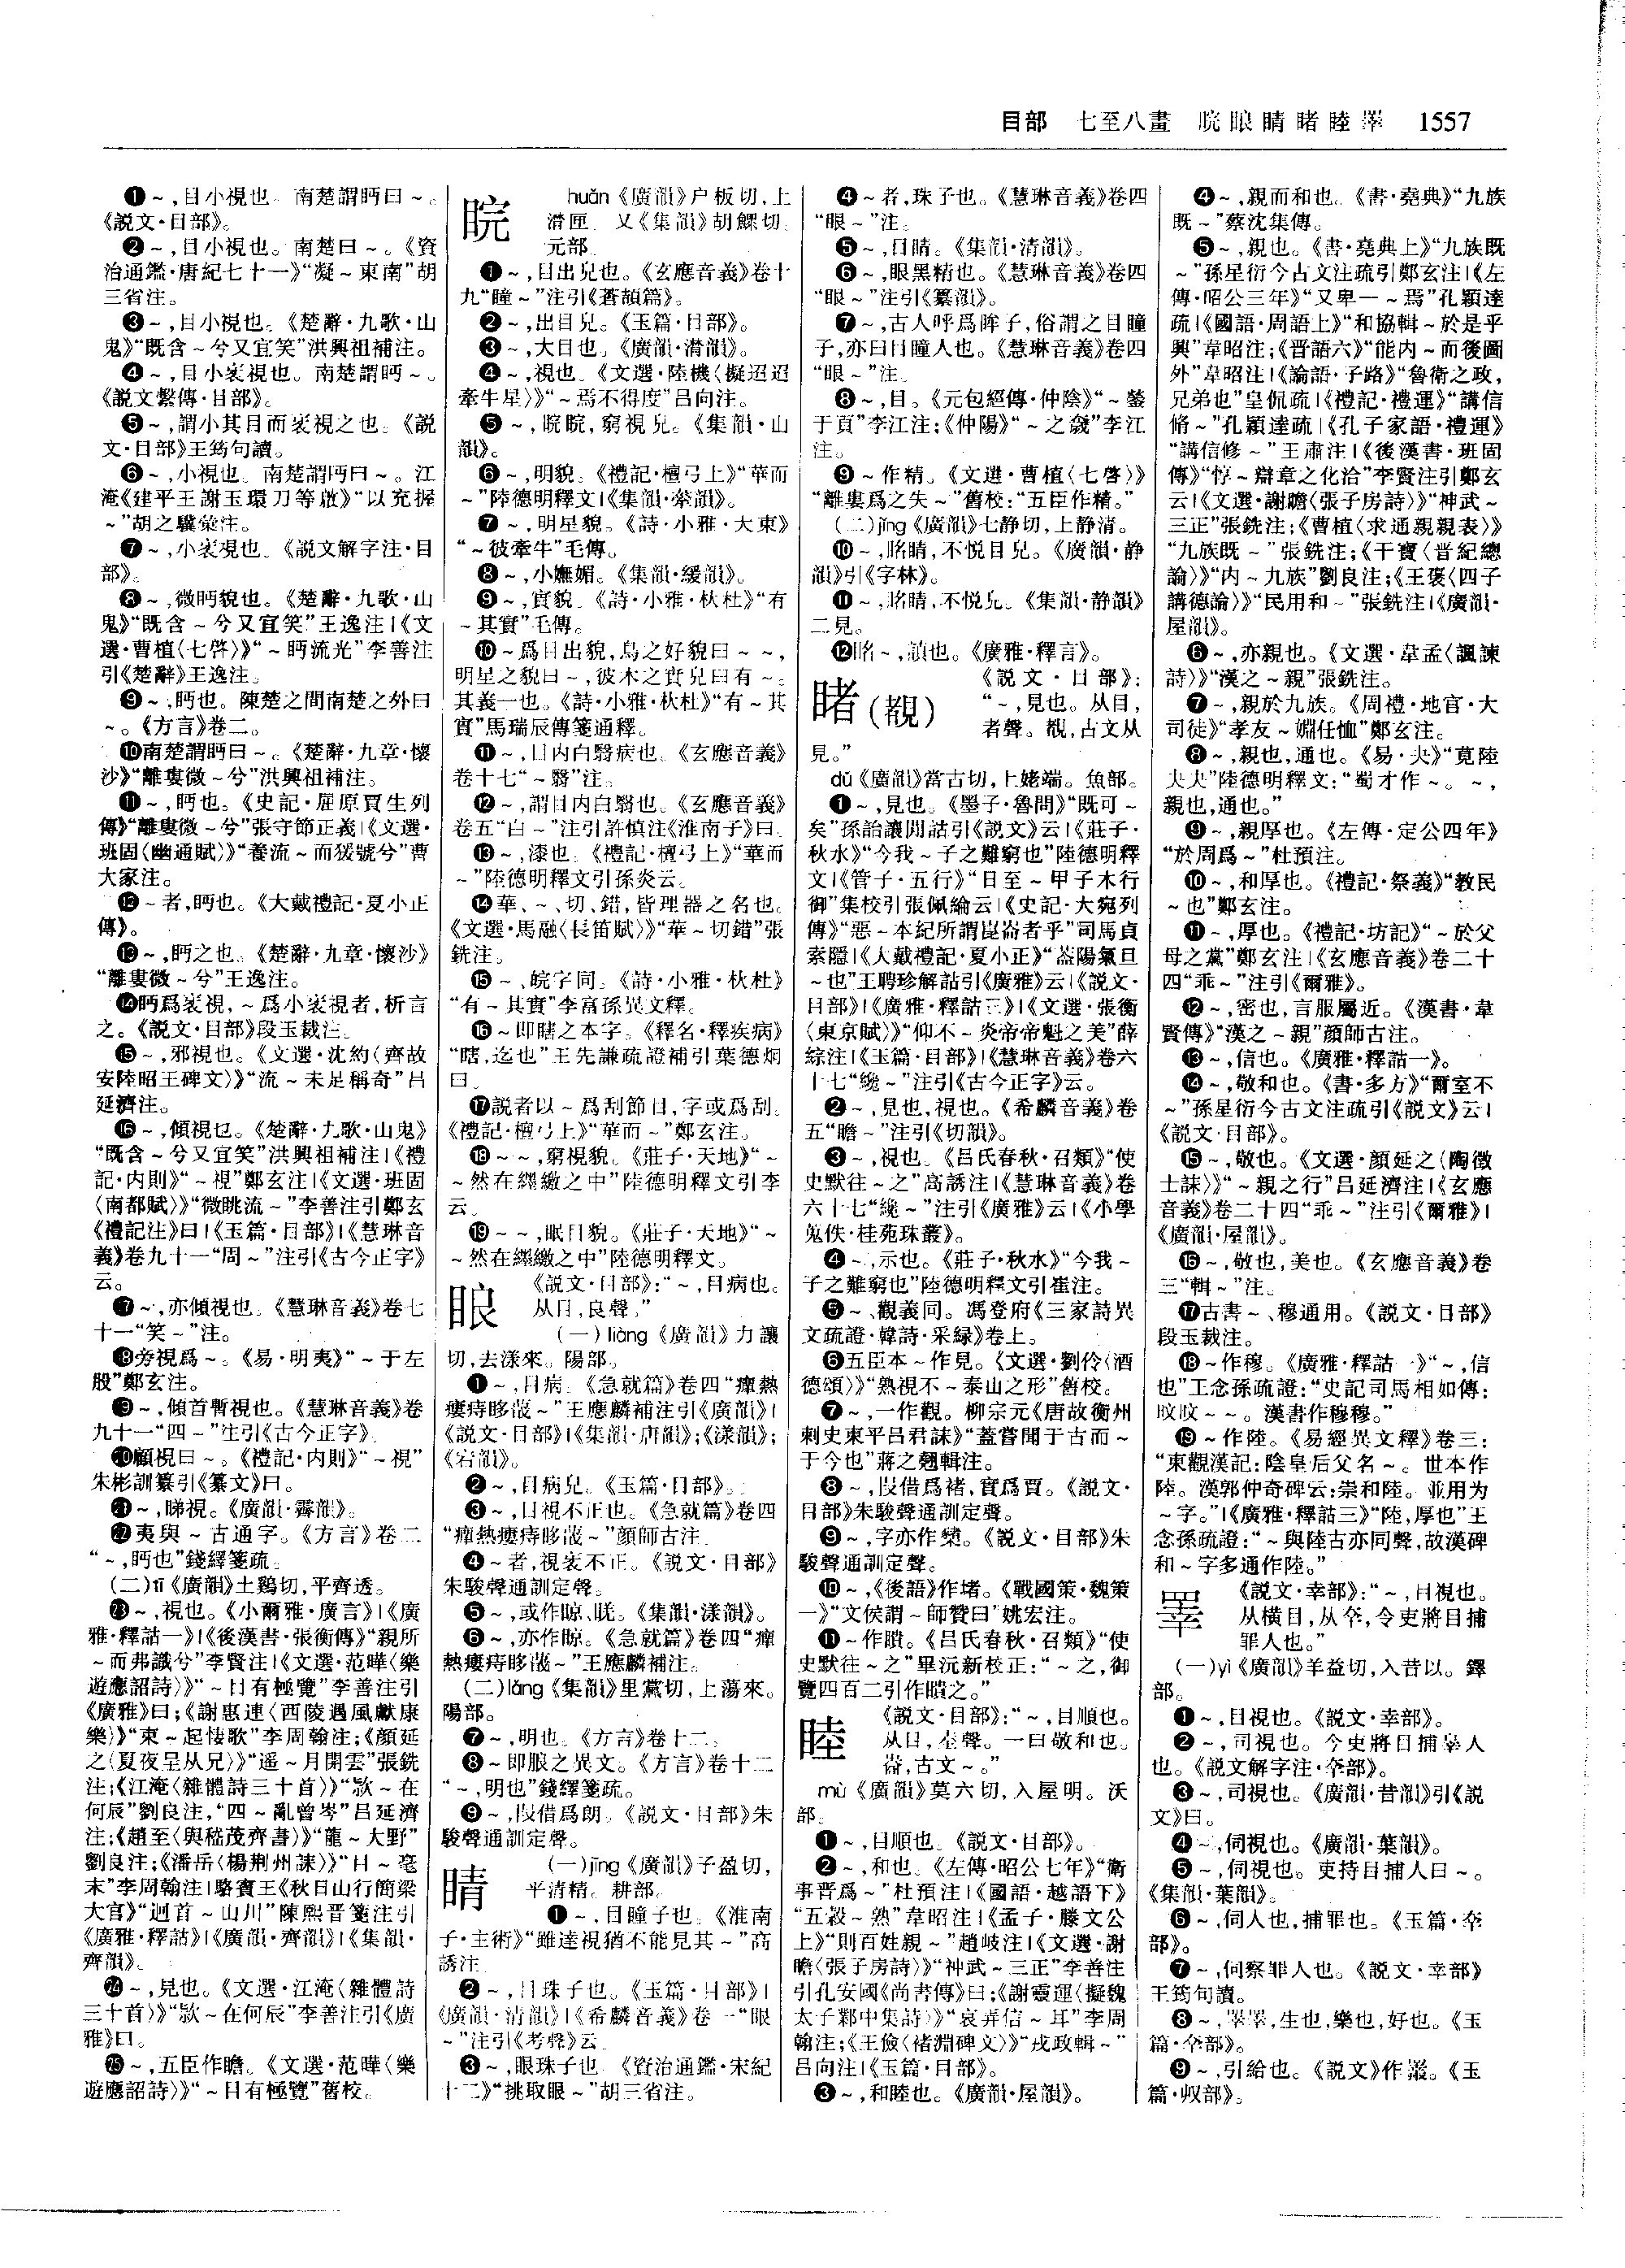 目部　七至八畫　睆眼睛睹睦睪　1557
❶～,目小視也。南楚謂眄曰～。
《説文·目部》。
❷～,目小視也。南楚曰～。《資
治通鑑·唐紀七十一》“凝～東南”胡
三省注。
❸～,目小視也。《楚辭·九歌·山
鬼》“既含～兮又宜笑”洪興祖補注。
❹～,目小衺視也。南楚謂眄～。
《説文繫傳·目部》。
❺～,謂小其目而衺視之也。《説
文·目部》王筠句讀。
❻～,小視也。南楚謂眄曰～。江
淹《建平王謝玉環刀等啟》“以充握
～”胡之驥彙注。
❼～,小衺視也。《説文解字注·目
部》。
❽～,微眄貌也。《楚辭·九歌·山
鬼》“既含～兮又宜笑”王逸注|《文
選·曹植〈七啓〉》“～眄流光”李善注
引《楚辭》王逸注。
❾～,眄也。陳楚之間南楚之外曰
～。《方言》卷二。
❿南楚謂眄曰～。《楚辭·九章·懷
沙》“離婁微～兮”洪興祖補注。
⓫～,眄也。《史記·屈原賈生列
傳》“離婁微～兮”張守節正義|《文選·
班固〈幽通賦〉》“養流～而猨號兮”曹
大家注。
⓬～者,眄也。《大戴禮記·夏小正
傳》。
⓭～,眄之也。《楚辭·九章·懷沙》
“離婁微～兮”王逸注。
⓮眄爲衺視,～爲小衺視者,析言
之。《説文·目部》段玉裁注。
⓯～,邪視也。《文選·沈約〈齊故
安陸昭王碑文〉》“流～未足稱奇”呂
延濟注。
⓰～,傾視也。《楚辭·九歌·山鬼》
“既含～兮又宜笑”洪興祖補注|《禮
記·内則》“～視”鄭玄注|《文選·班固
〈南都賦〉》“微眺流～”李善注引鄭玄
《禮記注》曰|《玉篇·目部》|《慧琳音
義》卷九十一“周～”注引《古今正字》
云。
⓱～,亦傾視也。《慧琳音義》卷七
十一“笑～”注。
⓲旁視爲～。《易·明夷》“～于左
股”鄭玄注。
⓳～,傾首暫視也。《慧琳音義》卷
九十一“四～”注引《古今正字》。
⓴顧視曰～。《禮記·内則》“～視”
朱彬訓纂引《纂文》曰。
㉑～,睇視。《廣韻·霽韻》。
㉒夷與～古通字。《方言》卷二
“～,眄也”錢繹箋疏。
(二)tī《廣韻》土鷄切,平齊透。
㉓～,視也。《小爾雅·廣言》|《廣
雅·釋詁一》|《後漢書·張衡傳》“親所
～而弗識兮”李賢注|《文選·范曄〈樂
遊應詔詩〉》“～目有極覽”李善注引
《廣雅》曰;《謝惠連〈西陵遇風獻康
樂〉》“東～起悽歌”李周翰注;《顏延
之〈夏夜呈从兄〉》“遥～月開雲”張銑
注;《江淹〈雜體詩三十首〉》“歘～在
何辰”劉良注,“四～亂曾岑”呂延濟
注;《趙至〈與嵇茂齊書〉》“龍～大野”
劉良注;《潘岳〈楊荆州誄〉》“目～毫
末”李周翰注|駱賓王《秋日山行簡梁
大官》“迴首～山川”陳熙晉箋注引
《廣雅·釋詁》|《廣韻·齊韻》|《集韻·
齊韻》。
㉔～,見也。《文選·江淹〈雜體詩
三十首〉》“歘～在何辰”李善注引《廣
雅》曰。
㉕～,五臣作瞻。《文選·范曄〈樂
遊應詔詩〉》“～目有極覽”舊校。
睆
huǎn《廣韻》户板切,上
潸匣。又《集韻》胡鰥切。
元部。
❶～,目出皃也。《玄應音義》卷十
九“瞳～”注引《蒼頡篇》。
❷～,出目皃。《玉篇·目部》。
❸～,大目也。《廣韻·潸韻》。
❹～,視也。《文選·陸機〈擬迢迢
牽牛星〉》“～焉不得度”呂向注。
❺～,睆睆,窮視皃。《集韻·山
韻》。
❻～,明貌。《禮記·檀弓上》“華而
～”陸德明釋文|《集韻·潸韻》。
❼～,明星貌。《詩·小雅·大東》
“～彼牽牛”毛傳。
❽～,小嫵媚。《集韻·緩韻》。
❾～,實貌。《詩·小雅·杕杜》“有
～其實”毛傳。
❿～爲目出貌,鳥之好貌曰～～,
明星之貌曰～,彼木之實皃曰有～。
其義一也。《詩·小雅·杕杜》“有～其
實”馬瑞辰傳箋通釋。
⓫～,目内白翳病也。《玄應音義》
卷十七“～翳”注。
⓬～,謂目内白翳也。《玄應音義》
卷五“白～”注引許慎注《淮南子》曰。
⓭～,漆也。《禮記·檀弓上》“華而
～”陸德明釋文引孫炎云。
⓮華、～、切、錯,皆理器之名也。
《文選·馬融〈長笛賦〉》“華～切錯”張
銑注。
⓯～、皖字同。《詩·小雅·杕杜》
“有～其實”李富孫異文釋。
⓰～即瞎之本字。《釋名·釋疾病》
“瞎,迄也”王先謙疏證補引葉德炯
曰。
⓱説者以～爲刮節目,字或爲刮。
《禮記·檀弓上》“華而～”鄭玄注。
⓲～～,窮視貌。《莊子·天地》“～
～然在纆繳之中”陸德明釋文引李
云。
⓳～～,眠目貌。《莊子·天地》“～
～然在纆繳之中”陸德明釋文。
眼
《説文·目部》:“～,目病也。
从目,良聲。”
(一)liàng《廣韻》力讓
切,去漾來。陽部。
❶～,目病。《急就篇》卷四“癉熱
瘻痔眵䁾～”王應麟補注引《廣韻》|
《説文·目部》|《集韻·唐韻》;《漾韻》;
《宕韻》。
❷～,目病皃。《玉篇·目部》。
❸～,目視不正也。《急就篇》卷四
“癉熱瘻痔眵䁾～”顏師古注。
❹～者,視衺不正。《説文·目部》
朱駿聲通訓定聲。
❺～,或作晾、眖。《集韻·漾韻》。
❻～,亦作晾。《急就篇》卷四“癉
熱瘻痔眵䁾～”王應麟補注。
(二)lǎng《集韻》里黨切,上蕩來。
陽部。
❼～,明也。《方言》卷十二。
❽～即朖之異文。《方言》卷十二
“～,明也”錢繹箋疏。
❾～,叚借爲朗。《説文·目部》朱
駿聲通訓定聲。
睛
(一)jīng《廣韻》子盈切,
平清精。耕部。
❶～,目瞳子也。《淮南
子·主術》“雖達視猶不能見其～”高
誘注。
❷～,目珠子也。《玉篇·目部》|
《廣韻·清韻》|《希麟音義》卷一“眼
～”注引《考聲》云。
❸～,眼珠子也。《資治通鑑·宋紀
十二》“挑取眼～”胡三省注。
❹～者,珠子也。《慧琳音義》卷四
“眼～”注。
❺～,目睛。《集韻·清韻》。
❻～,眼黑精也。《慧琳音義》卷四
“眼～”注引《纂韻》。
❼～,古人呼爲眸子,俗謂之目瞳
子,亦曰目瞳人也。《慧琳音義》卷四
“眼～”注。
❽～,目。《元包經傳·仲陰》“～蓥
于頁”李江注;《仲陽》“～之㲊”李江
注。
❾～作精。《文選·曹植〈七啓〉》
“離婁爲之失～”舊校:“五臣作精。”
(二)jǐng《廣韻》七静切,上静清。
❿～,䀴睛,不悦目皃。《廣韻·静
韻》引《字林》。
⓫～,䀴睛,不悦皃。《集韻·静韻》
二見。
⓬䀴～,䫤也。《廣雅·釋言》。
睹(覩)
《説文·目部》:
“～,見也。从目,
者聲。覩,古文从
見。”
dǔ《廣韻》當古切,上姥端。魚部。
❶～,見也。《墨子·魯問》“既可～
矣”孫詒讓閒詁引《説文》云|《莊子·
秋水》“今我～子之難窮也”陸德明釋
文|《管子·五行》“日至～甲子木行
御”集校引張佩綸云|《史記·大宛列
傳》“惡～本紀所謂崑崙者乎”司馬貞
索隱|《大戴禮記·夏小正》“蓋陽氣旦
～也”王聘珍解詁引《廣雅》云|《説文·
目部》|《廣雅·釋詁三》|《文選·張衡
〈東京賦〉》“仰不～炎帝帝魁之美”薛
綜注|《玉篇·目部》|《慧琳音義》卷六
十七“纔～”注引《古今正字》云。
❷～,見也,視也。《希麟音義》卷
五“瞻～”注引《切韻》。
❸～,視也。《吕氏春秋·召類》“使
史默往～之”高誘注|《慧琳音義》卷
六十七“纔～”注引《廣雅》云|《小學
蒐佚·桂苑珠叢》。
❹～,示也。《莊子·秋水》“今我～
子之難窮也”陸德明釋文引崔注。
❺～、觀義同。馮登府《三家詩異
文疏證·韓詩·采緑》卷上。
❻五臣本～作見。《文選·劉伶〈酒
德頌〉》“熟視不～泰山之形”舊校。
❼～,一作觀。柳宗元《唐故衡州
刺史東平吕君誄》“蓋嘗聞于古而～
于今也”蔣之翹輯注。
❽～,叚借爲褚,實爲賈。《説文·
目部》朱駿聲通訓定聲。
❾～,字亦作䊞。《説文·目部》朱
駿聲通訓定聲。
❿～,《後語》作堵。《戰國策·魏策
一》“文侯謂～師贊曰”姚宏注。
⓫～作瞶。《吕氏春秋·召類》“使
史默往～之”畢沅新校正:“～之,御
覽四百二引作瞶之。”
睦
《説文·目部》:“～,目順也。
从目,坴聲。一曰敬和也。
𡍬,古文～。”
mù《廣韻》莫六切,入屋明。沃
部。
❶～,目順也。《説文·目部》。
❷～,和也。《左傳·昭公七年》“衛
事晉爲～”杜預注|《國語·越語下》
“五穀～熟”韋昭注|《孟子·滕文公
上》“則百姓親～”趙岐注|《文選·謝
瞻〈張子房詩〉》“神武～三正”李善注
引孔安國《尚書傳》曰;《謝靈運〈擬魏
太子鄴中集詩〉》“哀弄信～耳”李周
翰注;《王儉〈褚淵碑文〉》“戎政輯～”
吕向注|《玉篇·目部》。
❸～,和睦也。《廣韻·屋韻》。
❹～,親而和也。《書·堯典》“九族
既～”蔡沈集傳。
❺～,親也。《書·堯典上》“九族既
～”孫星衍今古文注疏引鄭玄注|《左
傳·昭公三年》“又卑一～焉”孔穎達
疏|《國語·周語上》“和協輯～於是乎
興”韋昭注;《晉語六》“能内～而後圖
外”韋昭注|《論語·子路》“魯衛之政,
兄弟也”皇侃疏|《禮記·禮運》“講信
脩～”孔穎達疏|《孔子家語·禮運》
“講信修～”王肅注|《後漢書·班固
傳》“惇～辯章之化洽”李賢注引鄭玄
云|《文選·謝瞻〈張子房詩〉》“神武～
三正”張銑注;《曹植〈求通親親表〉》
“九族既～”張銑注;《干寶〈晉紀總
論〉》“内～九族”劉良注;《王褒〈四子
講德論〉》“民用和～”張銑注|《廣韻·
屋韻》。
❻～,亦親也。《文選·韋孟〈諷諫
詩〉》“漢之～親”張銑注。
❼～,親於九族。《周禮·地官·大
司徒》“孝友～婣任恤”鄭玄注。
❽～,親也,通也。《易·夬》“莧陸
夬夬”陸德明釋文:“蜀才作～。～,
親也,通也。”
❾～,親厚也。《左傳·定公四年》
“於周爲～”杜預注。
❿～,和厚也。《禮記·祭義》“教民
～也”鄭玄注。
⓫～,厚也。《禮記·坊記》“～於父
母之黨”鄭玄注|《玄應音義》卷二十
四“乖～”注引《爾雅》。
⓬～,密也,言服屬近。《漢書·韋
賢傳》“漢之～親”顏師古注。
⓭～,信也。《廣雅·釋詁一》。
⓮～,敬和也。《書·多方》“爾室不
～”孫星衍今古文注疏引《説文》云|
《説文·目部》。
⓯～,敬也。《文選·顏延之〈陶徵
士誄〉》“～親之行”吕延濟注|《玄應
音義》卷二十四“乖～”注引《爾雅》|
《廣韻·屋韻》。
⓰～,敬也,美也。《玄應音義》卷
三“輯～”注。
⓱古書～、穆通用。《説文·目部》
段玉裁注。
⓲～作穆。《廣雅·釋詁一》“～,信
也”王念孫疏證:“史記司馬相如傳:
旼旼～～。漢書作穆穆。”
⓳～作陸。《易經異文釋》卷三:
“東觀漢記:陰皇后父名～。世本作
陸。漢郭仲奇碑云:崇和陸。並用为
～字。”|《廣雅·釋詁三》“陸,厚也”王
念孫疏證:“～與陸古亦同聲,故漢碑
和～字多通作陸。”
睪
《説文·幸部》:“～,目視也。
从橫目,从㚔,令吏將目捕
罪人也。”
(一)yì《廣韻》羊益切,入昔以。鐸
部。
❶～,目視也。《説文·幸部》。
❷～,司視也。今吏將目捕辠人
也。《説文解字注·㚔部》。
❸～,司視也。《廣韻·昔韻》引《説
文》曰。
❹～,伺視也。《廣韻·葉韻》。
❺～,伺視也。吏持目捕人曰～。
《集韻·葉韻》。
❻～,伺人也,捕罪也。《玉篇·㚔
部》。
❼～,伺察罪人也。《説文·幸部》
王筠句讀。
❽～,睪睪,生也,樂也,好也。《玉
篇·㚔部》。
❾～,引給也。《説文》作𢍰。《玉
篇·奴部》。